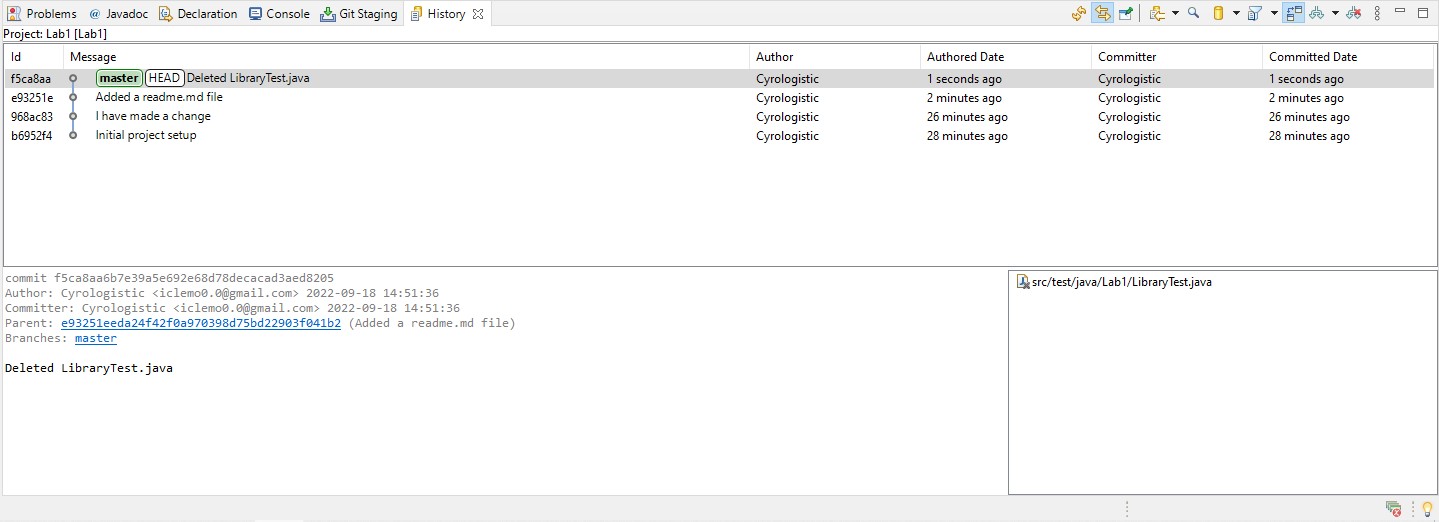 Problems @ Javadoc Declaration Console Git Staging History
Project: Lab1 [Lab1]
Id Message Author Authored Date Committer Committed Date
f5ca8aa master HEAD Deleted LibraryTest.java Cyrologistic 1 seconds ago Cyrologistic 1 seconds ago
e93251e Added a readme.md file Cyrologistic 2 minutes ago Cyrologistic 2 minutes ago
968ac83 I have made a change Cyrologistic 26 minutes ago Cyrologistic 26 minutes ago
b6952f4 Initial project setup Cyrologistic 28 minutes ago Cyrologistic 28 minutes ago
commit f5ca8aa6b7e39a5e692e68d78decacad3aed8205
Author: Cyrologistic <iclemo0.0@gmail.com> 2022-09-18 14:51:36
Committer: Cyrologistic <iclemo0.0@gmail.com> 2022-09-18 14:51:36
Parent: e93251eeda24f42f0a970398d75bd22903f041b2 (Added a readme.md file)
Branches: master
Deleted LibraryTest.java
src/test/java/Lab1/LibraryTest.java